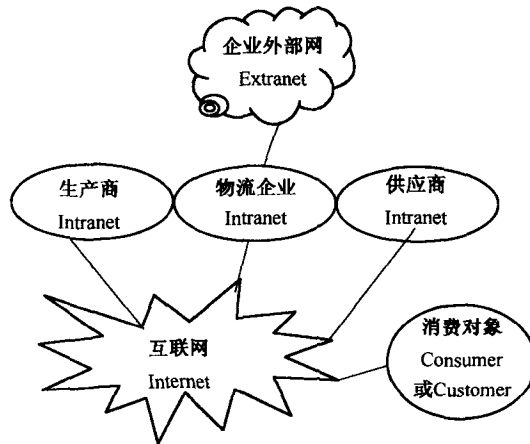 企业外部网
Extranet
生产商
Intranet
物流企业
Intranet
供应商
Intranet
互联网
Internet
消费对象
Consumer
或Customer